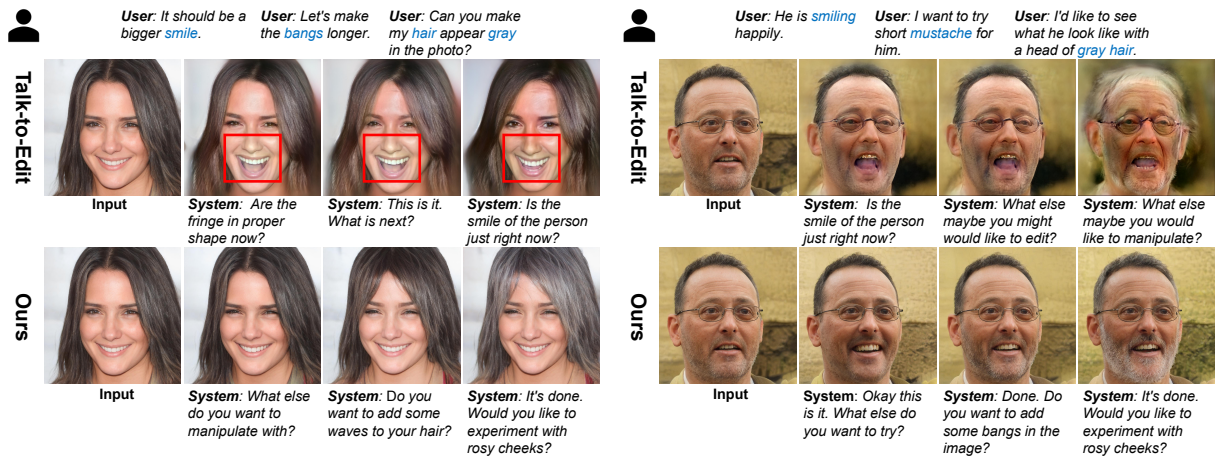 User: It should be a
bigger smile.
User: Let's make
the bangs longer.
User: Can you make
my hair appear gray
in the photo?
Talk-to-Edit
Input
System: Are the
fringe in proper
shape now?
System: This is it.
What is next?
System: Is the
smile of the person
just right now?
Ours
Input
System: What else
do you want to
manipulate with?
System: Do you
want to add some
waves to your hair?
System: It's done.
Would you like to
experiment with
rosy cheeks?
User: He is smiling
happily.
User: I want to try
short mustache for
him.
User: I'd like to see
what he look like with
a head of gray hair.
Talk-to-Edit
Input
System: Is the
smile of the person
just right now?
System: What else
maybe you might
would like to edit?
System: What else
maybe you would
like to manipulate?
Ours
Input
System: Okay this
is it. What else do
you want to try?
System: Done. Do
you want to add
some bangs in the
image?
System: It's done.
Would you like to
experiment with
rosy cheeks?